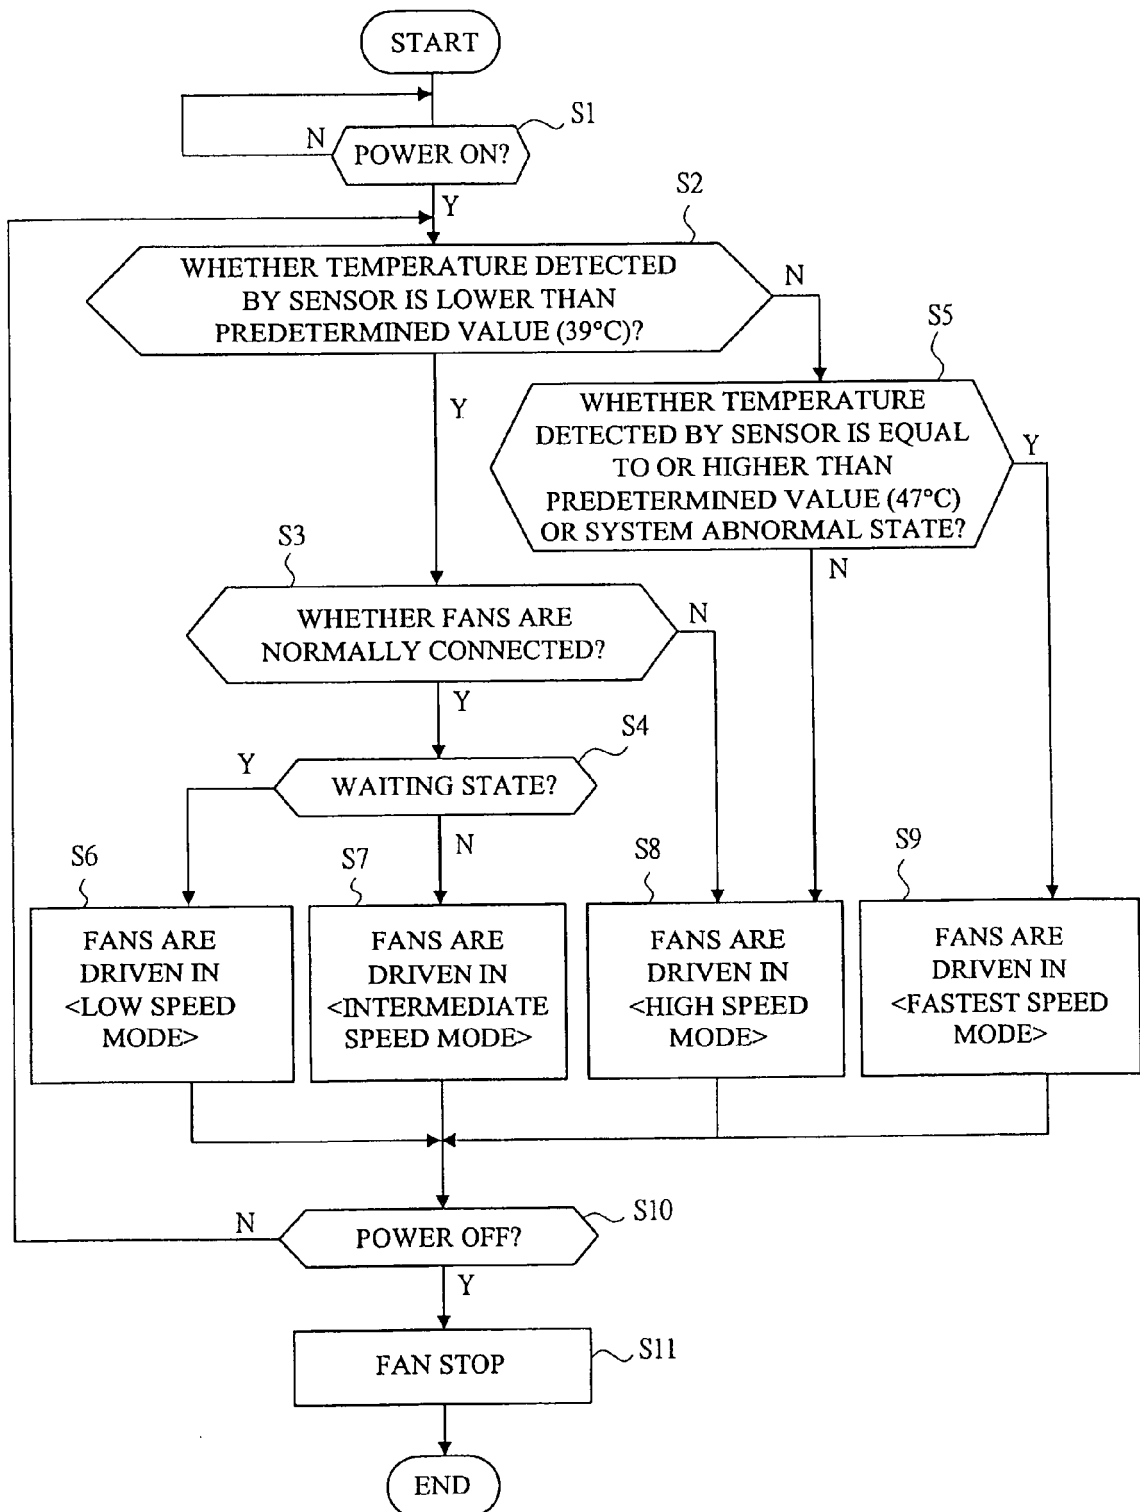 START
S1
N
POWER ON?
Y
S2
WHETHER TEMPERATURE DETECTED
BY SENSOR IS LOWER THAN
PREDETERMINED VALUE (39°C)?
N
S5
Y
WHETHER TEMPERATURE
DETECTED BY SENSOR IS EQUAL
TO OR HIGHER THAN
PREDETERMINED VALUE (47°C)
OR SYSTEM ABNORMAL STATE?
Y
N
S3
WHETHER FANS ARE
NORMALLY CONNECTED?
N
Y
S4
Y
WAITING STATE?
N
S6
FANS ARE
DRIVEN IN
<LOW SPEED
MODE>
S7
FANS ARE
DRIVEN IN
<INTERMEDIATE
SPEED MODE>
S8
FANS ARE
DRIVEN IN
<HIGH SPEED
MODE>
S9
FANS ARE
DRIVEN IN
<FASTEST SPEED
MODE>
N
S10
POWER OFF?
Y
FAN STOP
S11
END